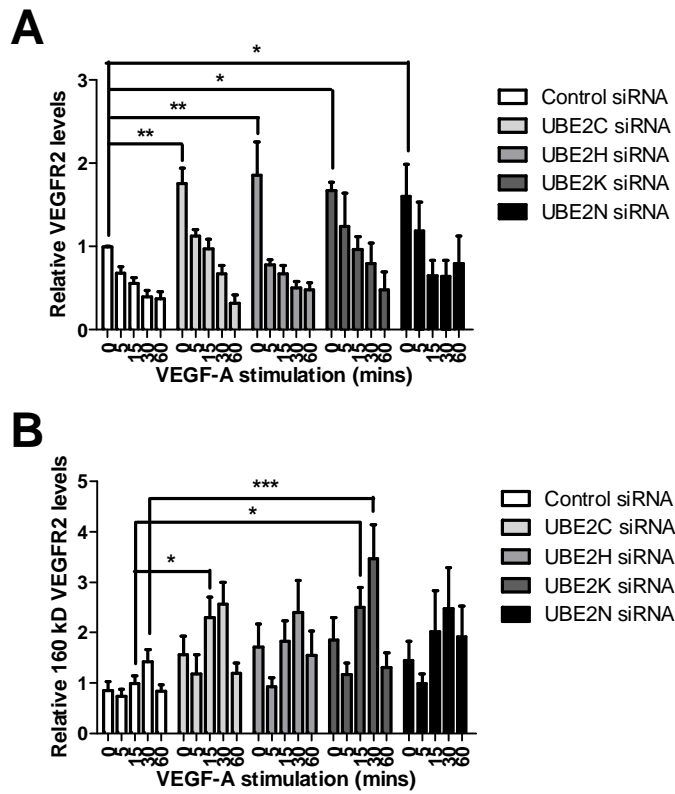 A
*
*
**
**
Relative VEGFR2 levels
3
2
1
0
0 5 15 30 60 0 5 15 30 60 0 5 15 30 60 0 5 15 30 60 0 5 15 30 60
VEGF-A stimulation (mins)
Control siRNA
UBE2C siRNA
UBE2H siRNA
UBE2K siRNA
UBE2N siRNA
B
***
*
*
Relative 160 kD VEGFR2 levels
5
4
3
2
1
0
0 5 15 30 60 0 5 15 30 60 0 5 15 30 60 0 5 15 30 60 0 5 15 30 60
VEGF-A stimulation (mins)
Control siRNA
UBE2C siRNA
UBE2H siRNA
UBE2K siRNA
UBE2N siRNA